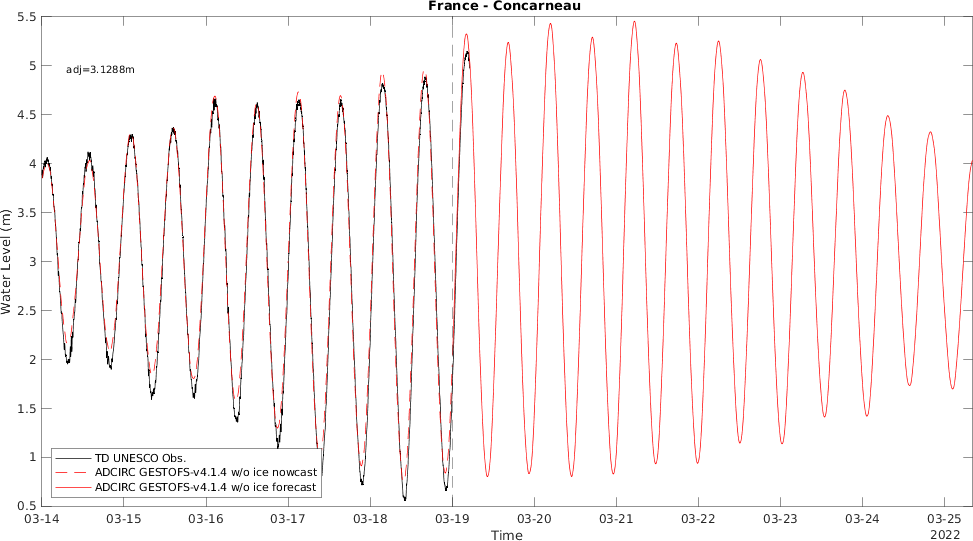 France - Concarneau
5.5
5
4.5
4
3.5
3
2.5
2
1.5
1
0.5
Water Level (m)
adj=3.1288m
TD UNESCO Obs.
ADCIRC GESTOFS-v4.1.4 w/o ice nowcast
ADCIRC GESTOFS-v4.1.4 w/o ice forecast
03-14 03-15 03-16 03-17 03-18 03-19 03-20 03-21 03-22 03-23 03-24 03-25
2022
Time